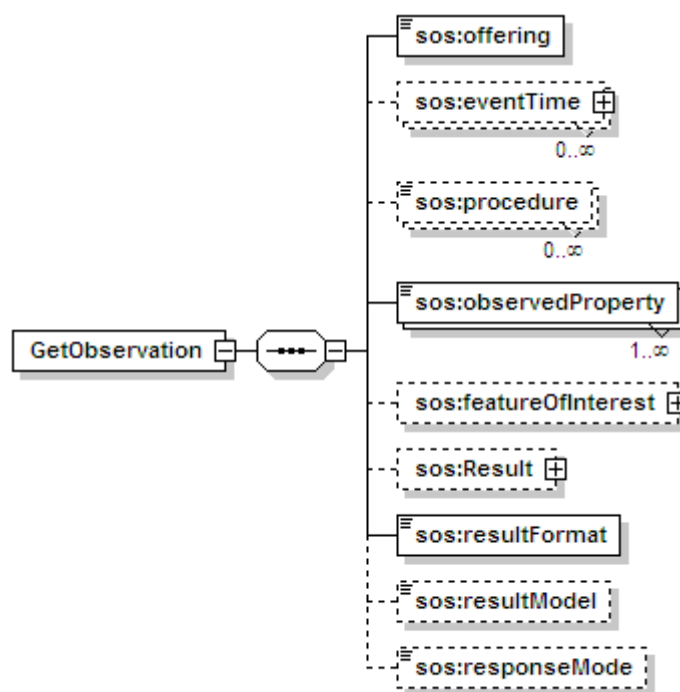 sos:offering
sos:eventTime
0..∞
sos:procedure
0..∞
sos:observedProperty
1..∞
GetObservation
sos:featureOfInterest
sos:Result
sos:resultFormat
sos:resultModel
sos:responseMode